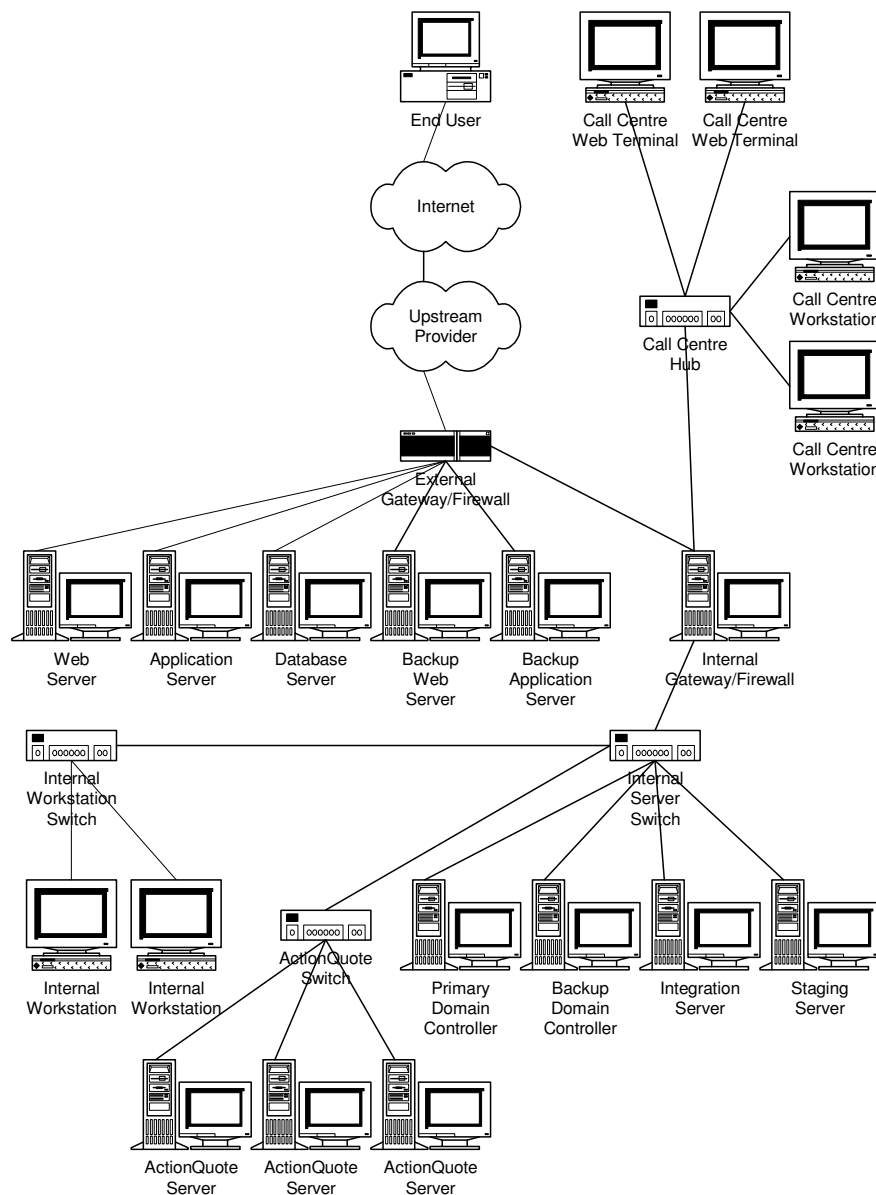 End User
Call Centre
Web Terminal
Call Centre
Web Terminal
Internet
Call Centre
Workstation
Upstream
Provider
Call Centre
Hub
Call Centre
Workstation
External
Gateway/Firewall
Web
Server
Application
Server
Database
Server
Backup
Web
Server
Backup
Application
Server
Internal
Gateway/Firewall
Internal
Workstation
Switch
Internal
Server
Switch
Internal
Workstation
Internal
Workstation
ActionQuote
Switch
Primary
Domain
Controller
Backup
Domain
Controller
Integration
Server
Staging
Server
ActionQuote
Server
ActionQuote
Server
ActionQuote
Server